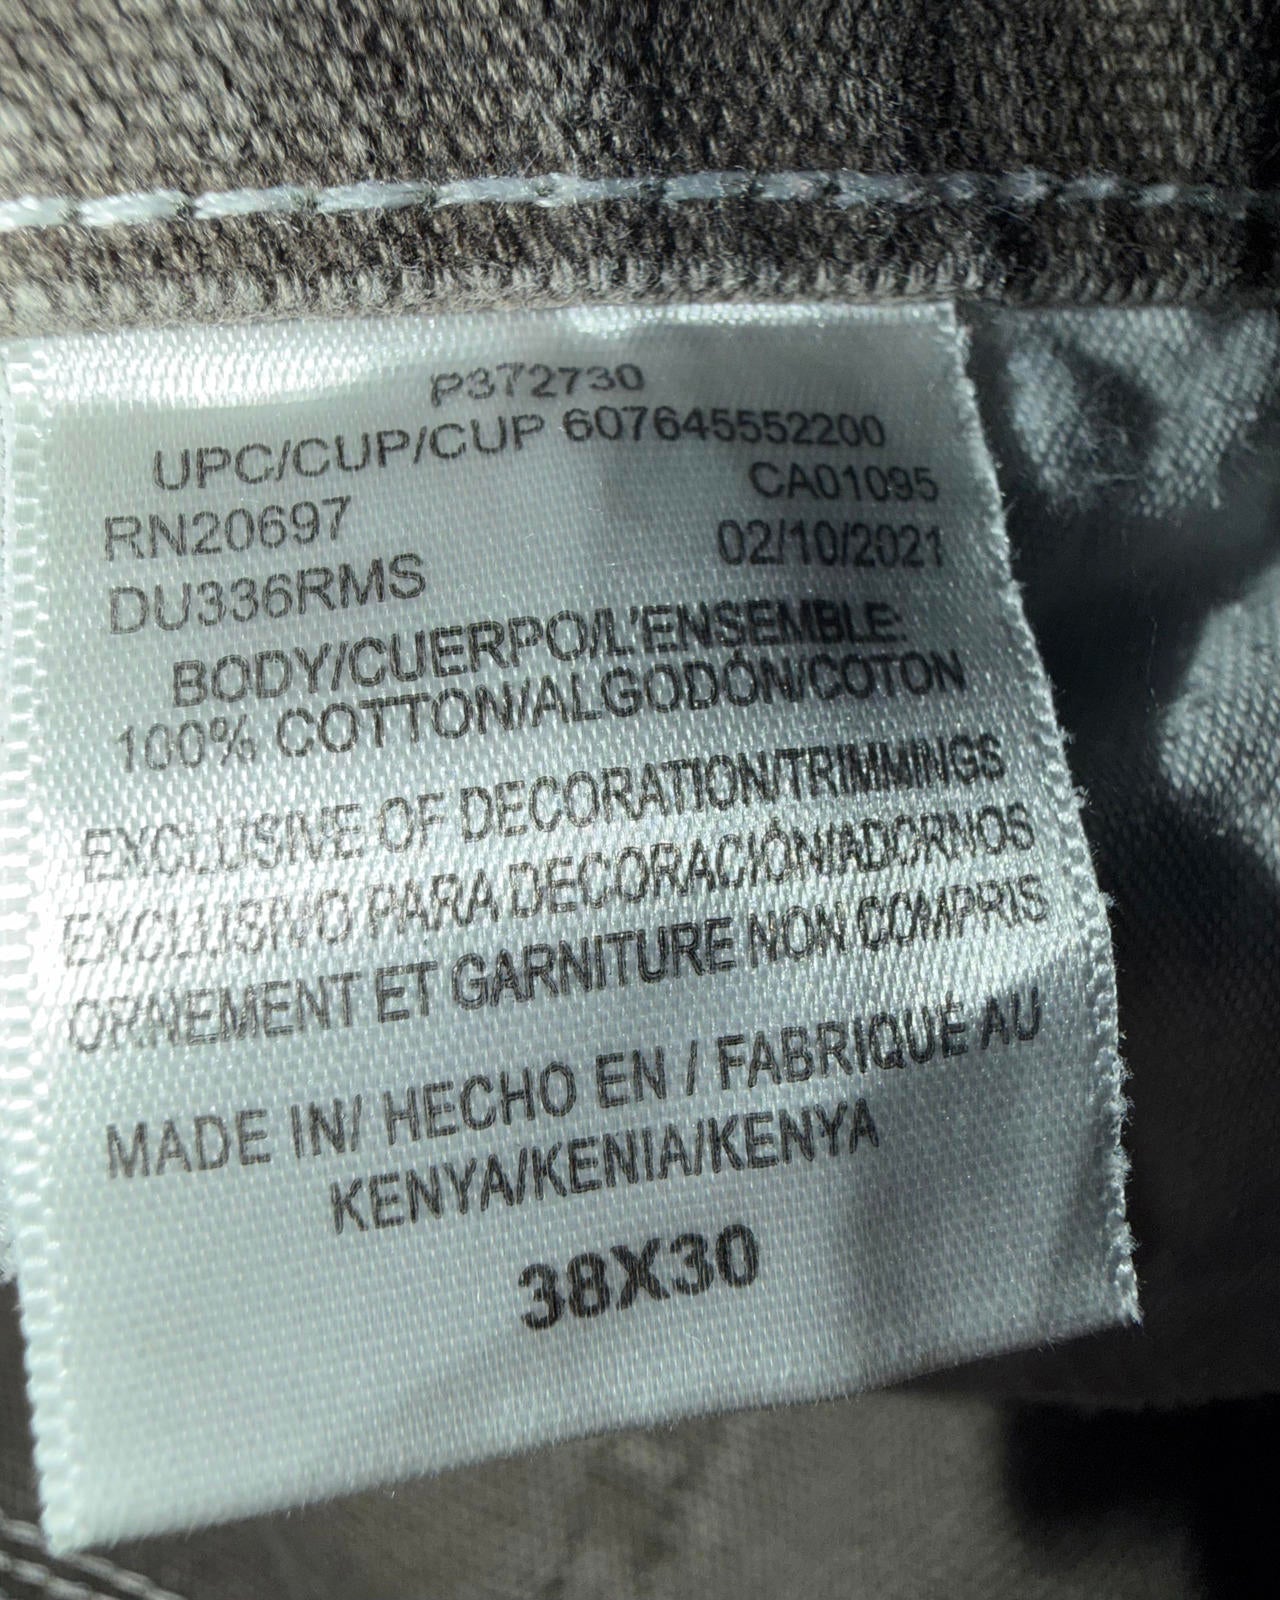 P372730
UPC/CUP/CUP 607645552200
RN20697 CA01095
DU336RMS 02/10/2021
BODY/CUERPO/L'ENSEMBLE:
100% COTTON/ALGODÓN/COTON
EXCLUSIVE OF DECORATION/TRIMMINGS
EXCLUSIVO PARA DECORACIÓN/ADORNOS
ORNEMENT ET GARNITURE NON COMPRIS
MADE IN/ HECHO EN / FABRIQUÉ AU
KENYA/KENIA/KENYA
38X30